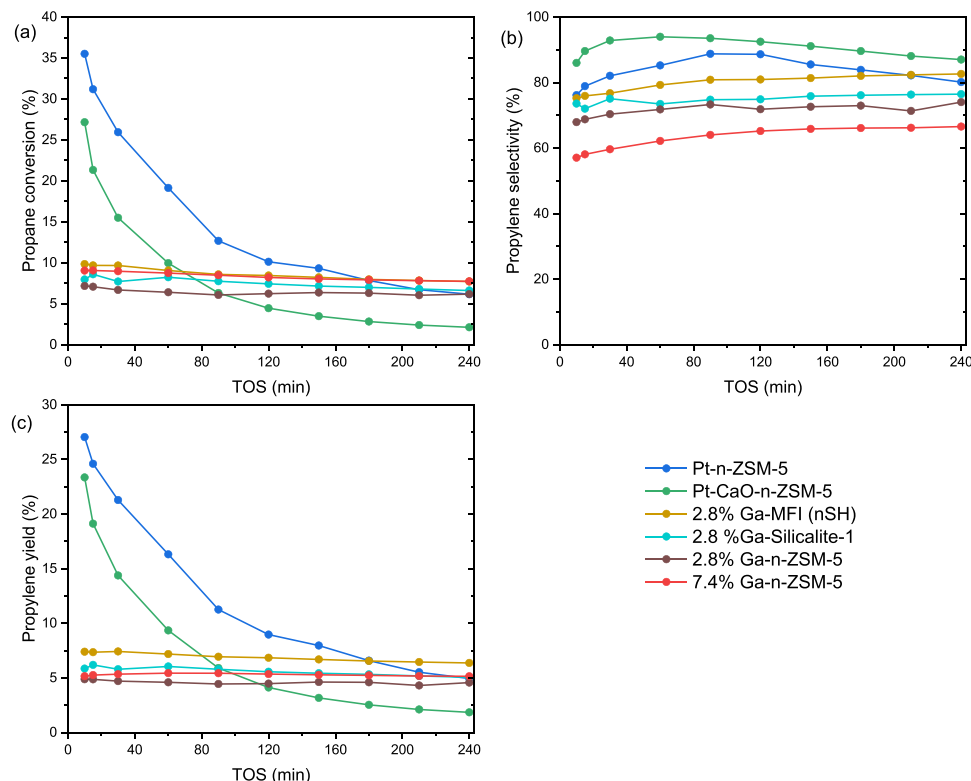 (a)
Propane conversion (%)
40
35
30
25
20
15
10
5
0
0 40 80 120 160 200 240
TOS (min)
(b)
Propylene selectivity (%)
100
80
60
40
20
0
0 40 80 120 160 200 240
TOS (min)
(c)
Propylene yield (%)
30
25
20
15
10
5
0
0 40 80 120 160 200 240
TOS (min)
Pt-n-ZSM-5
Pt-CaO-n-ZSM-5
2.8% Ga-MFI (nSH)
2.8 %Ga-Silicalite-1
2.8% Ga-n-ZSM-5
7.4% Ga-n-ZSM-5